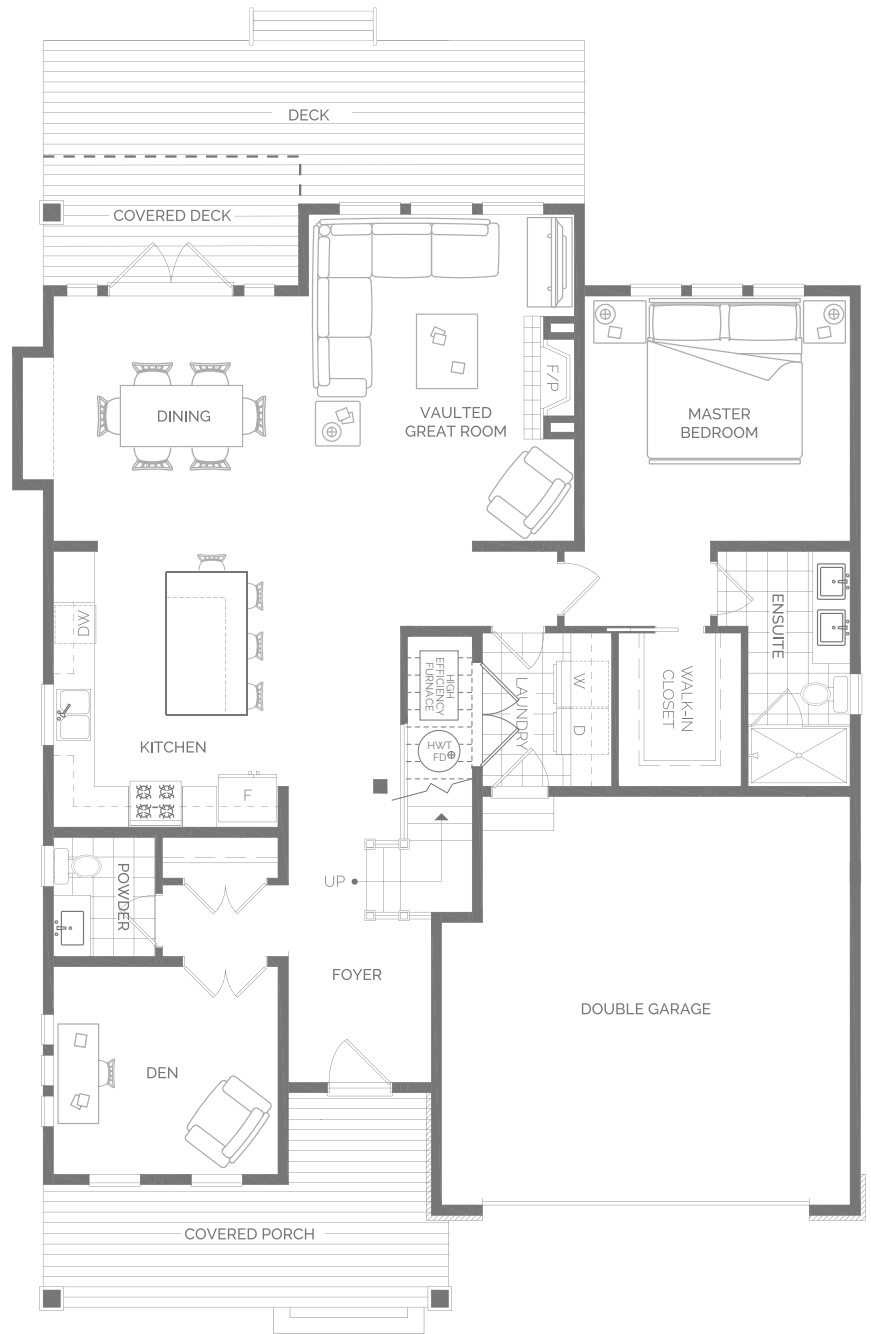 DECK
COVERED DECK
DINING
VAULTED
GREAT ROOM
F/P
MASTER
BEDROOM
DW
KITCHEN
F
HIGH
EFFICIENCY
FURNACE
HWT
FD
LAUNDRY
W
D
WALK-IN
CLOSET
ENSUITE
POWDER
UP
FOYER
DEN
DOUBLE GARAGE
COVERED PORCH